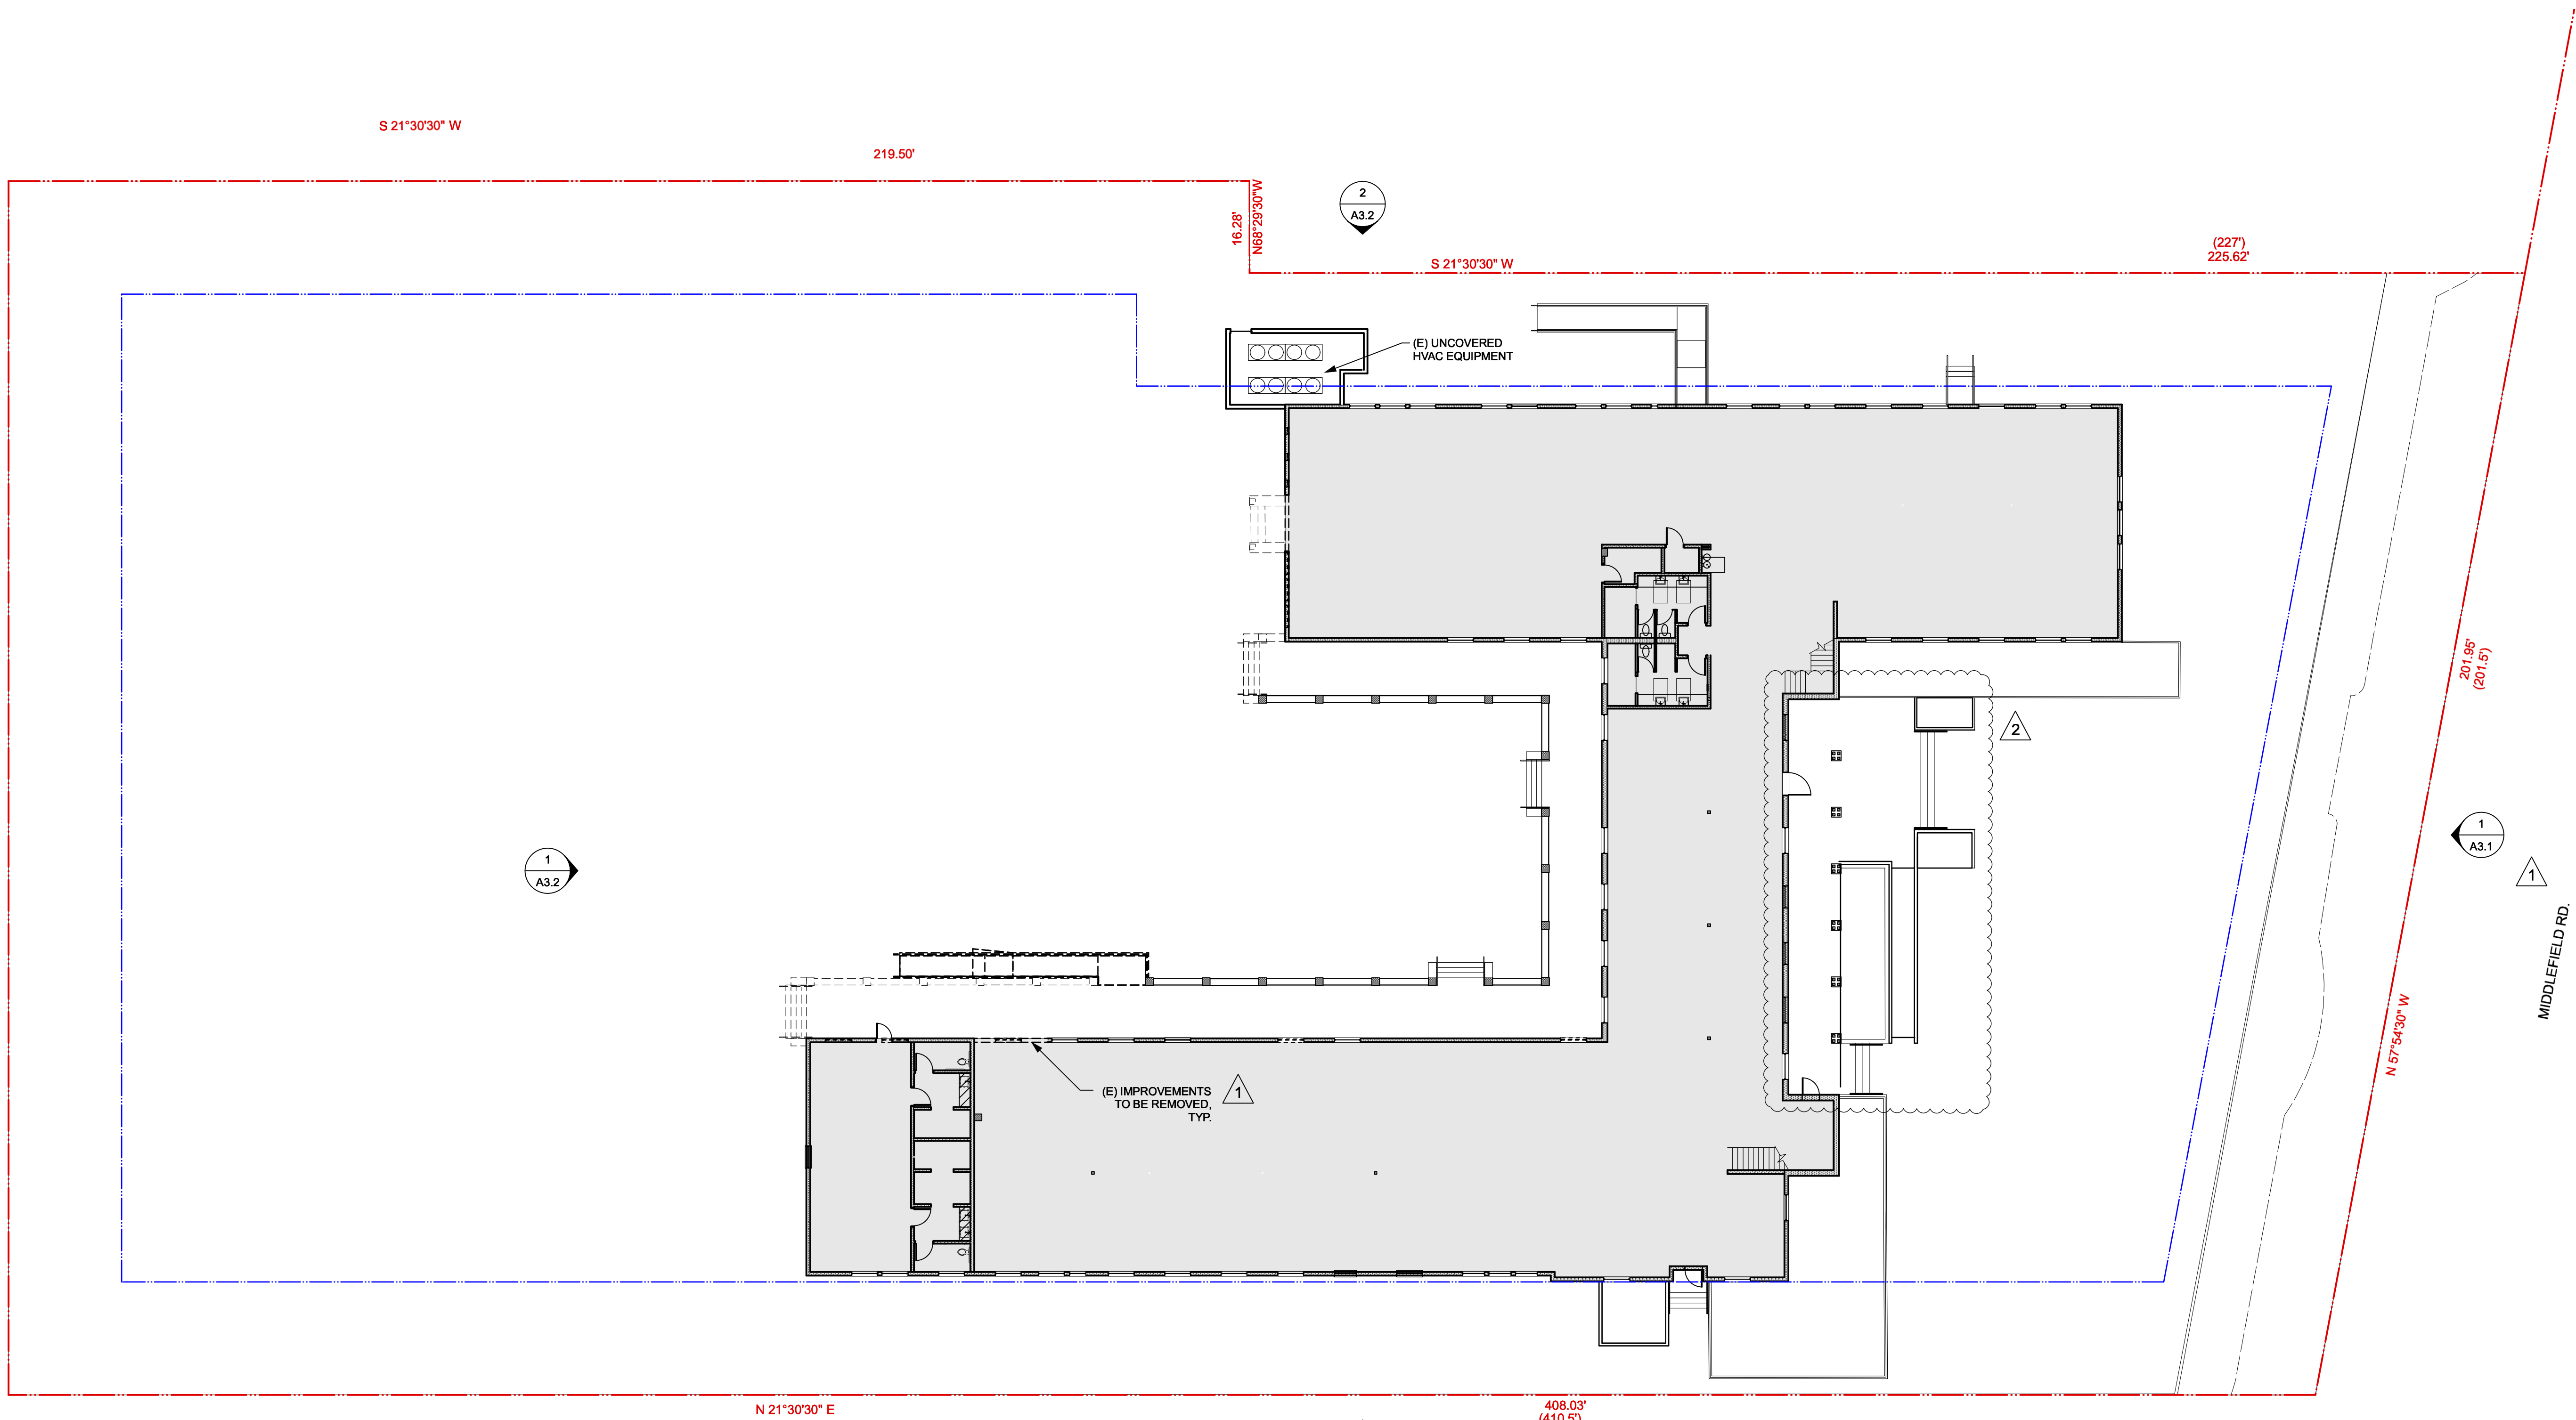 S 21°30'30" W
219.50'
16.28'
N68°29'30"W
2
A3.2
S 21°30'30" W
(227')
225.62'
(E) UNCOVERED
HVAC EQUIPMENT
201.95'
(201.5')
2
1
A3.1
1
1
A3.2
MIDDLEFIELD RD.
N 57°54'30" W
(E) IMPROVEMENTS
TO BE REMOVED,
TYP.
1
N 21°30'30" E
408.03'
(410.5')